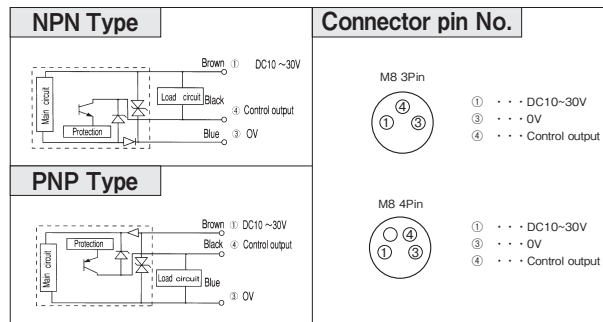 NPN Type
Brown ① DC10 ~30V
Main circuit
Load circuit
Black
④ Control output
Protection
Blue ③ OV
PNP Type
Brown ① DC10 ~30V
Black ④ Control output
Main circuit
Protection
Load circuit
Blue
③ OV
Connector pin No.
M8 3Pin
④
① ③
① ・・・DC10~30V
③ ・・・0V
④ ・・・Control output
M8 4Pin
④
① ③
① ・・・DC10~30V
③ ・・・0V
④ ・・・Control output